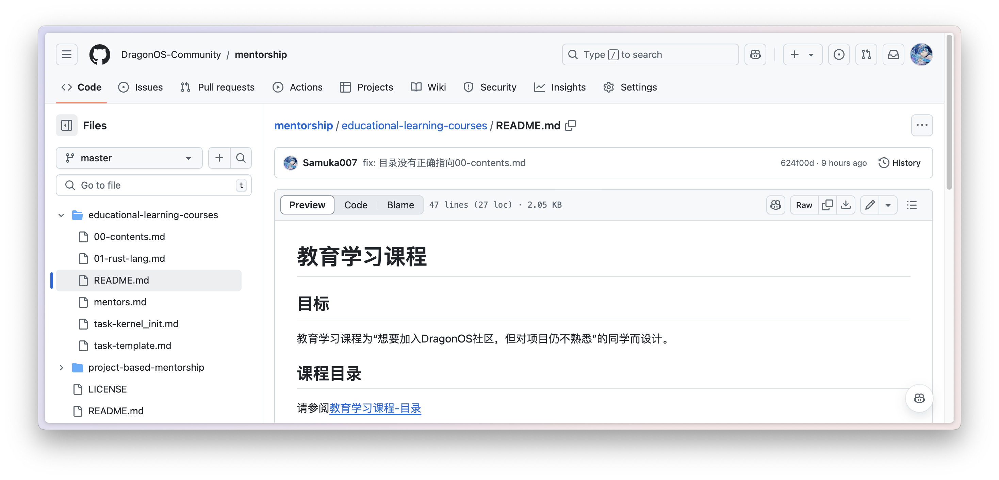 DragonOS-Community / mentorship
Type / to search
Code Issues Pull requests Actions Projects Wiki Security Insights Settings
Files
master
Go to file t
educational-learning-courses
00-contents.md
01-rust-lang.md
README.md
mentors.md
task-kernel_init.md
task-template.md
project-based-mentorship
LICENSE
README.md
mentorship / educational-learning-courses / README.md
Samuka007 fix: 目录没有正确指向00-contents.md 624f00d · 9 hours ago History
Preview Code Blame 47 lines (27 loc) · 2.05 KB Raw
教育学习课程
目标
教育学习课程为“想要加入DragonOS社区，但对项目仍不熟悉”的同学而设计。
课程目录
请参阅教育学习课程-目录